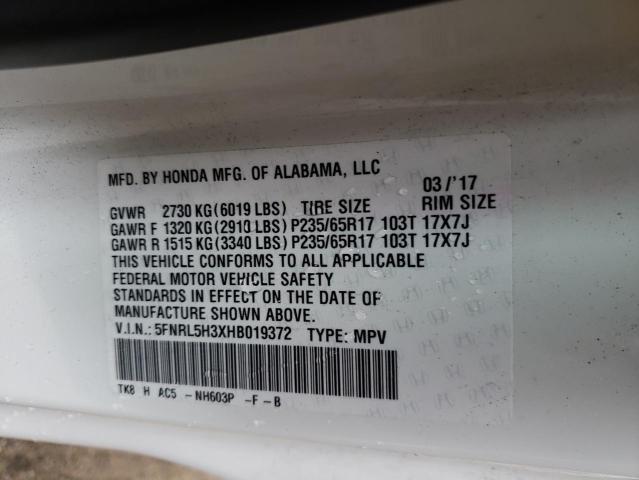 MFD. BY HONDA MFG. OF ALABAMA, LLC 03/'17
GVWR 2730 KG(6019 LBS) TIRE SIZE RIM SIZE
GAWR F 1320 KG(2910 LBS) P235/65R17 103T 17X7J
GAWR R 1515 KG(3340 LBS) P235/65R17 103T 17X7J
THIS VEHICLE CONFORMS TO ALL APPLICABLE
FEDERAL MOTOR VEHICLE SAFETY
STANDARDS IN EFFECT ON THE DATE OF
MANUFACTURE SHOWN ABOVE.
V.I.N.: 5FNRL5H3XHB019372 TYPE: MPV
TK8 H AC5 - NH603P -F-B